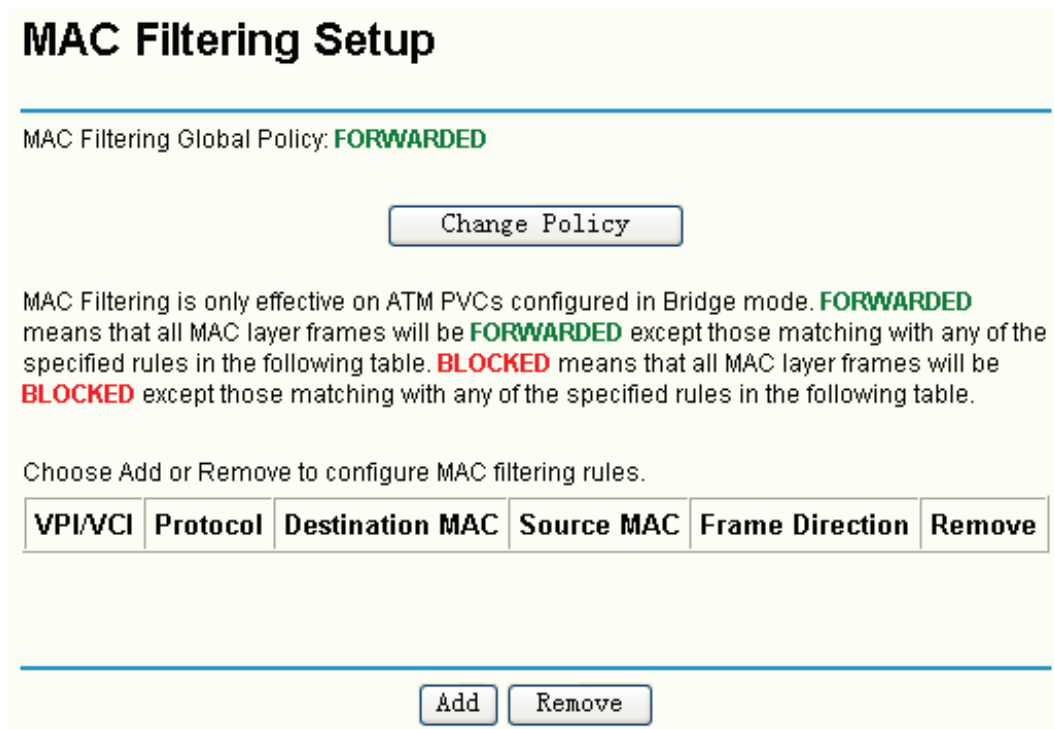 MAC Filtering Setup
MAC Filtering Global Policy: FORWARDED
Change Policy
MAC Filtering is only effective on ATM PVCs configured in Bridge mode. FORWARDED
means that all MAC layer frames will be FORWARDED except those matching with any of the
specified rules in the following table. BLOCKED means that all MAC layer frames will be
BLOCKED except those matching with any of the specified rules in the following table.
Choose Add or Remove to configure MAC filtering rules.
VPI/VCI Protocol Destination MAC Source MAC Frame Direction Remove
Add Remove